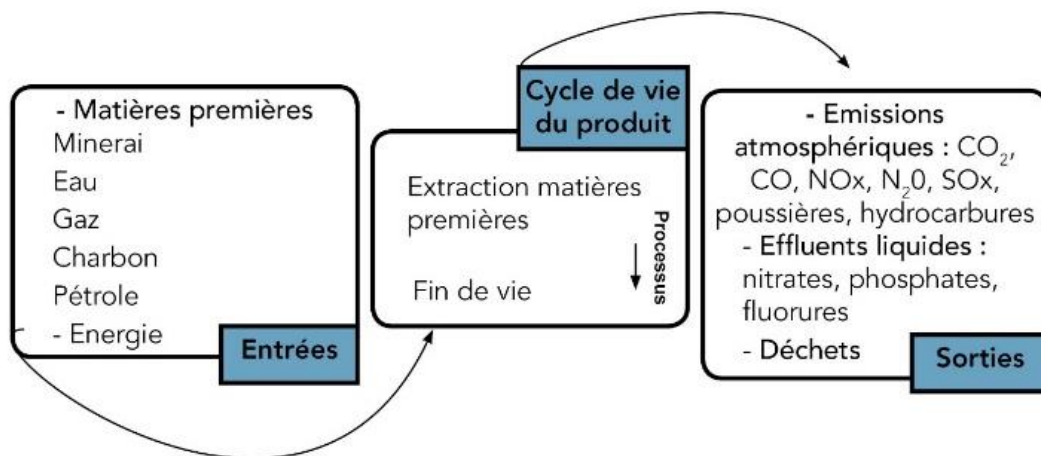 - Matières premières
Minerai
Eau
Gaz
Charbon
Pétrole
- Energie
Entrées
Cycle de vie
du produit
Extraction matières
premières
Processus
Fin de vie
- Emissions
atmosphériques : CO₂,
CO, NOx, N₂0, SOx,
poussières, hydrocarbures
- Effluents liquides :
nitrates, phosphates,
fluorures
- Déchets
Sorties